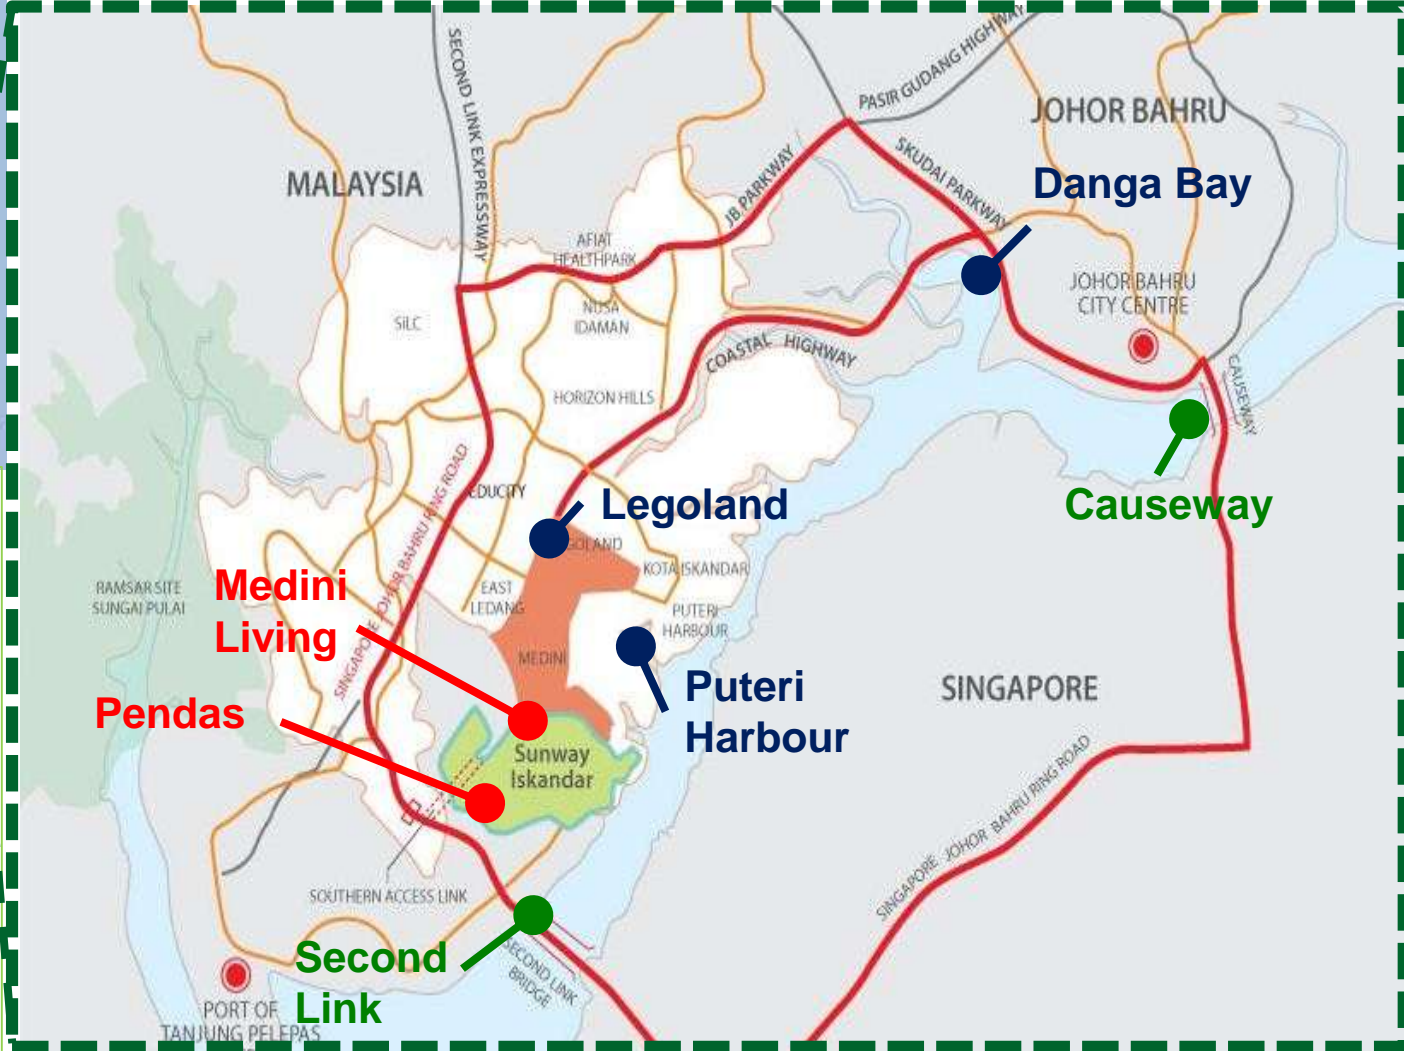 SECOND LINK EXPRESSWAY
PASIR GUDANG HIGHWAY
JOHOR BAHRU
MALAYSIA
SKUDAI PARKWAY
JB PARKWAY
Danga Bay
AFIAT
HEALTHPARK
JOHOR BAHRU
CITY CENTRE
SiLC
NUSA
IDAMAN
COASTAL HIGHWAY
CAUSEWAY
HORIZON HILLS
EDUCITY
Legoland
Causeway
SINGAPORE JOHOR BAHRU RING ROAD
GOLAND
KOTA ISKANDAR
RAMSAR SITE
SUNGAI PULAI
Medini
Living
EAST
LEDANG
PUTERI
HARBOUR
MEDINI
Puteri
Harbour
SINGAPORE
Pendas
Sunway
Iskandar
SINGAPORE JOHOR BAHRU RING ROAD
SOUTHERN ACCESS LINK
Second
Link
SECOND LINK
BRIDGE
PORT OF
TANJUNG PELEPAS